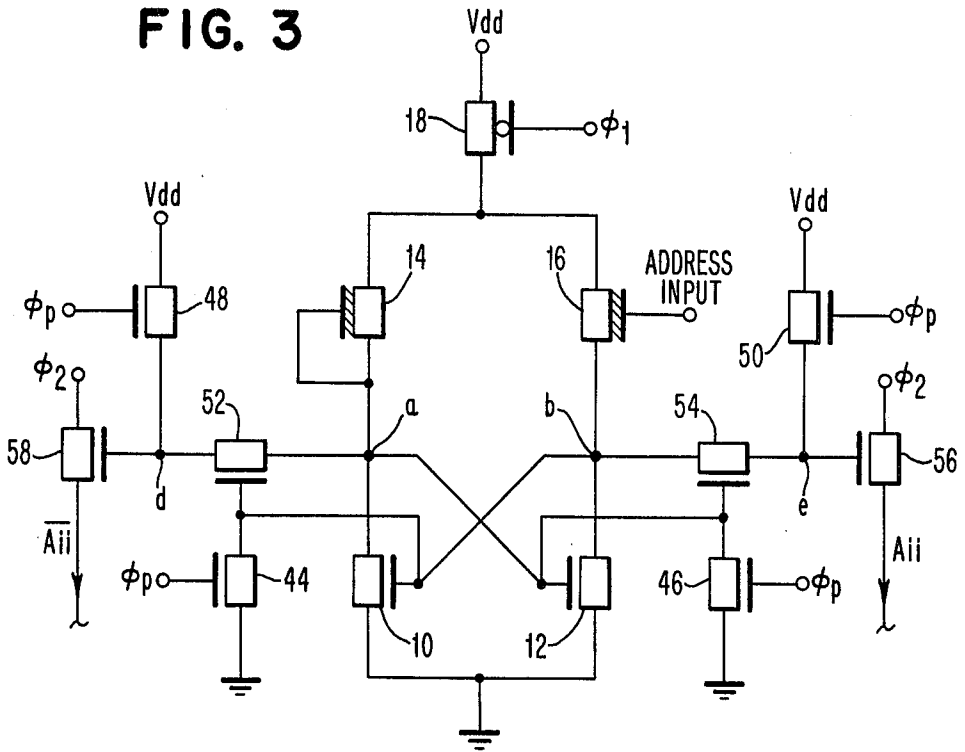 FIG. 3
Vdd
18
ϕ1
Vdd
Vdd
14
16
ADDRESS
INPUT
ϕp
48
50
ϕp
ϕ2
ϕ2
52
a
b
54
58
56
d
e
A̅i̅i̅
Aii
ϕp
44
10
12
46
ϕp